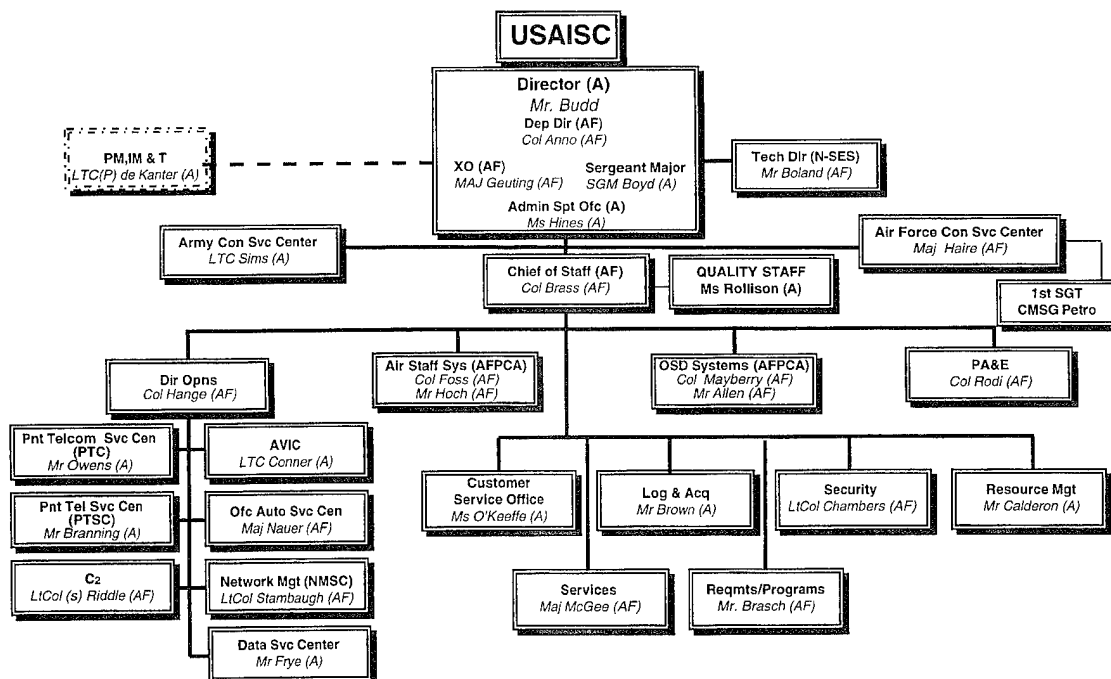 USAISC
Director (A)
Mr. Budd
Dep Dir (AF)
Col Anno (AF)
XO (AF)
MAJ Geuting (AF)
Sergeant Major
SGM Boyd (A)
Admin Spt Ofc (A)
Ms Hines (A)
PM,IM & T
LTC(P) de Kanter (A)
Tech Dir (N-SES)
Mr Boland (AF)
Army Con Svc Center
LTC Sims (A)
Air Force Con Svc Center
Maj Haire (AF)
Chief of Staff (AF)
Col Brass (AF)
QUALITY STAFF
Ms Rollison (A)
1st SGT
CMSG Petro
Dir Opns
Col Hange (AF)
Air Staff Sys (AFPCA)
Col Foss (AF)
Mr Hoch (AF)
OSD Systems (AFPCA)
Col Mayberry (AF)
Mr Allen (AF)
PA&E
Col Rodi (AF)
Pnt Telcom Svc Cen
(PTC)
Mr Owens (A)
AVIC
LTC Conner (A)
Pnt Tel Svc Cen
(PTSC)
Mr Branning (A)
Ofc Auto Svc Cen
Maj Nauer (AF)
C2
LtCol (s) Riddle (AF)
Network Mgt (NMSC)
LtCol Stambaugh (AF)
Data Svc Center
Mr Frye (A)
Customer
Service Office
Ms O'Keeffe (A)
Log & Acq
Mr Brown (A)
Security
LtCol Chambers (AF)
Resource Mgt
Mr Calderon (A)
Services
Maj McGee (AF)
Reqmts/Programs
Mr. Brasch (AF)